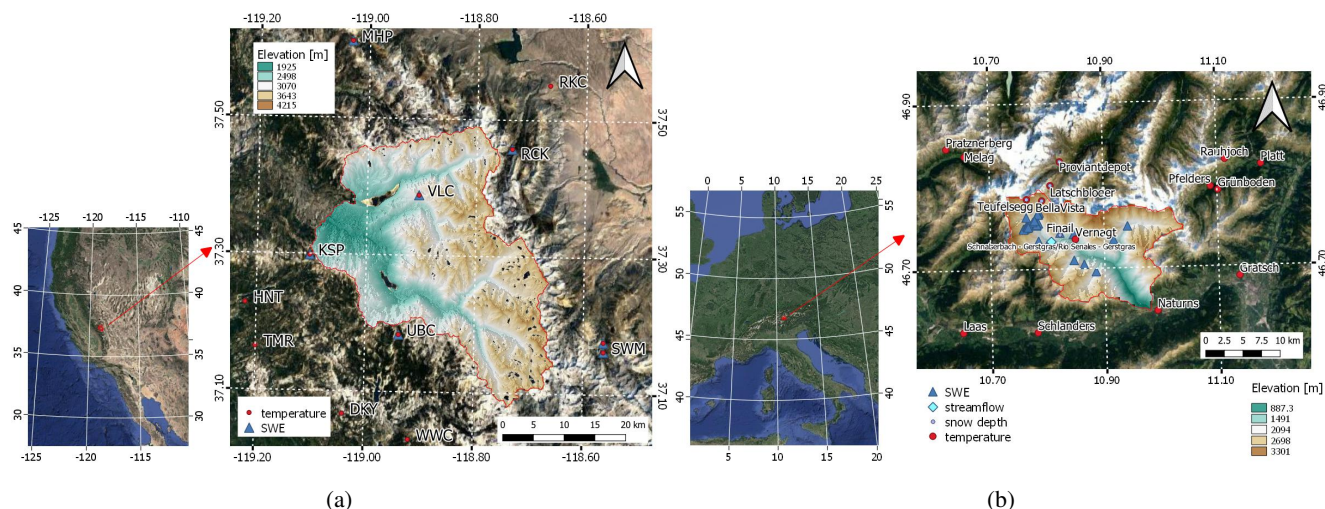 -119.20 -119.00 -118.80 -118.60
MHP
Elevation [m]
1925
2498
3070
3643
4215
RKC
37.50 37.50
RCK
VLC
KSP
37.30 37.30
HNT
UBC
TMR
SWM
37.10 37.10
DKY
WWC
temperature
SWE
0 5 10 15 20 km
-119.20 -119.00 -118.80 -118.60
-125 -120 -115 -110
45 45
40 40
35 35
30 30
-125 -120 -115
(a)
0 5 10 15 20 25
55 55
50 50
45 45
40 40
5 10 15 20
10.70 10.90 11.10
46.90 46.90
Pratznerberg
Melag
Proviantdepot
Rauhjoch
Platt
Pfelders
Grünboden
Latschbloder
Teufelsegg
BellaVista
Finail
Vernagt
Schnalserbach - Gerstgras/Rio Senales - Gerstgras
46.70 46.70
Gratsch
Naturns
Laas
Schlanders
0 2.5 5 7.5 10 km
10.70 10.90 11.10
SWE
streamflow
snow depth
temperature
Elevation [m]
887.3
1491
2094
2698
3301
(b)